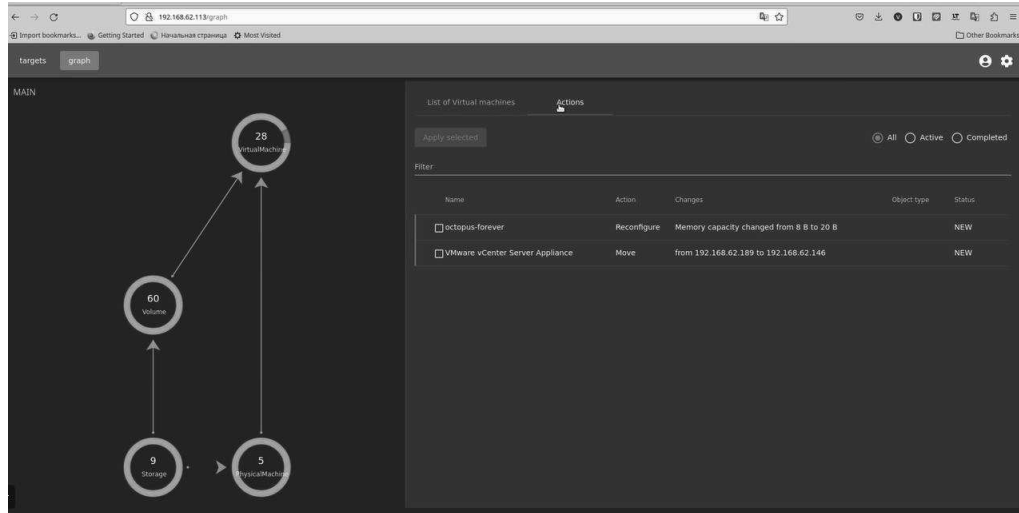 192.168.62.113/graph
Import bookmarks... Getting Started Начальная страница Most Visited Other Bookmarks
targets graph
MAIN
List of Virtual machines Actions
Apply selected All Active Completed
Filter
Name Action Changes Object type Status
octopus-forever Reconfigure Memory capacity changed from 8 B to 20 B NEW
VMware vCenter Server Appliance Move from 192.168.62.189 to 192.168.62.146 NEW
28
VirtualMachine
60
Volume
9
Storage
5
PhysicalMachin